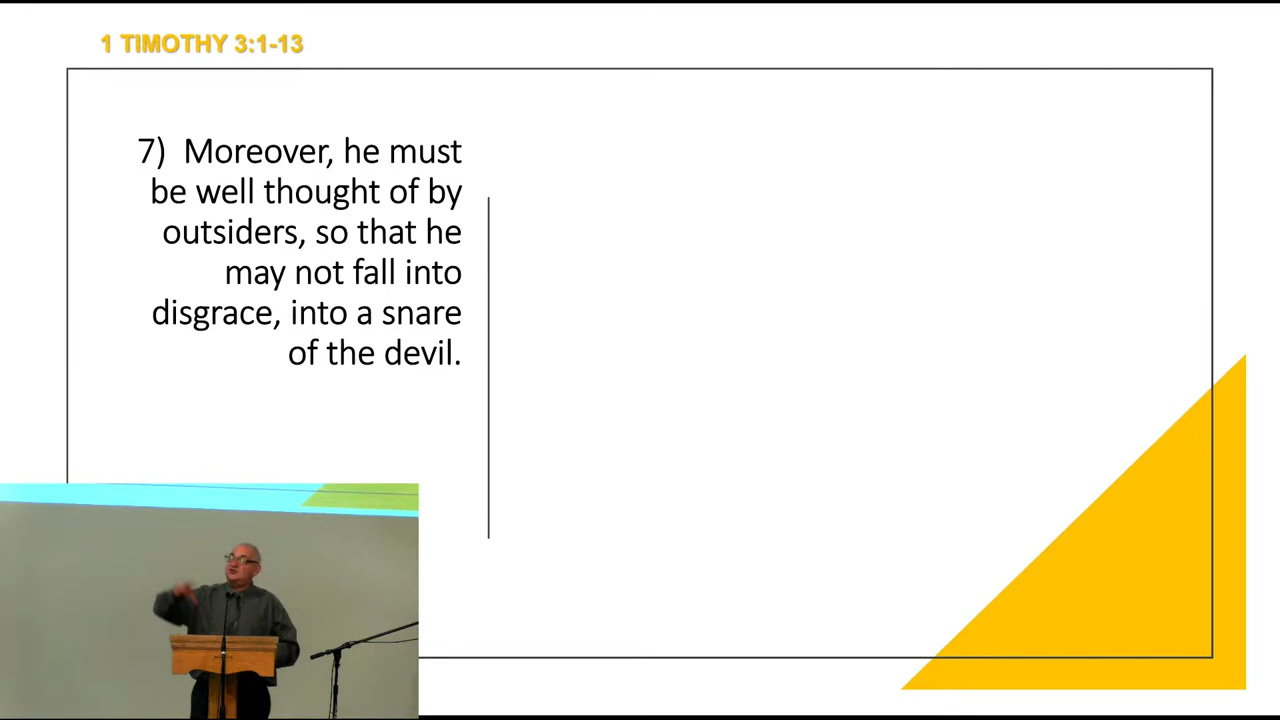 1 TIMOTHY 3:1-13
7) Moreover, he must
be well thought of by
outsiders, so that he
may not fall into
disgrace, into a snare
of the devil.